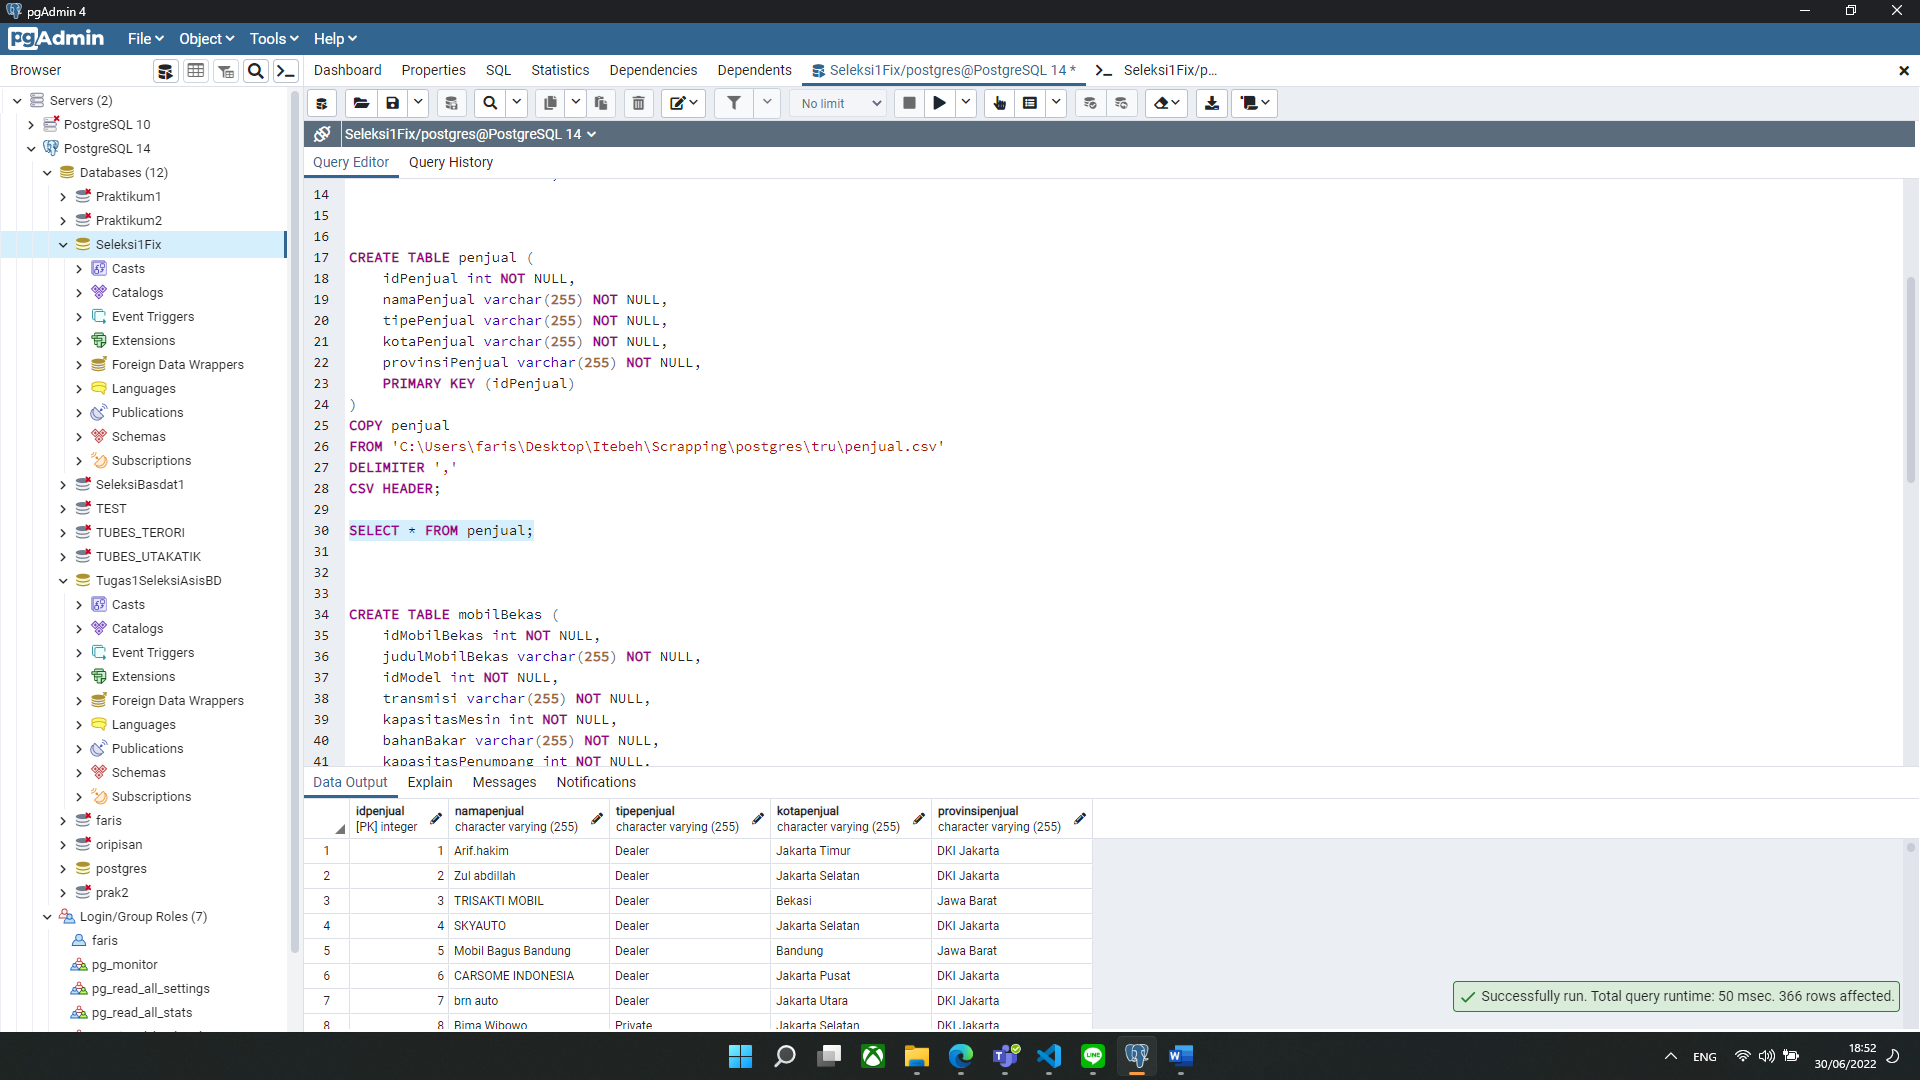 pgAdmin 4
pgAdmin File Object Tools Help
Browser
Dashboard Properties SQL Statistics Dependencies Dependents Seleksi1Fix/postgres@PostgreSQL 14 * Seleksi1Fix/p...
Servers (2)
PostgreSQL 10
PostgreSQL 14
Databases (12)
Praktikum1
Praktikum2
Seleksi1Fix
Casts
Catalogs
Event Triggers
Extensions
Foreign Data Wrappers
Languages
Publications
Schemas
Subscriptions
SeleksiBasdat1
TEST
TUBES_TERORI
TUBES_UTAKATIK
Tugas1SeleksiAsisBD
Casts
Catalogs
Event Triggers
Extensions
Foreign Data Wrappers
Languages
Publications
Schemas
Subscriptions
faris
oripisan
postgres
prak2
Login/Group Roles (7)
faris
pg_monitor
pg_read_all_settings
pg_read_all_stats
No limit
Seleksi1Fix/postgres@PostgreSQL 14
Query Editor Query History
14
15
16
17 CREATE TABLE penjual (
18 idPenjual int NOT NULL,
19 namaPenjual varchar(255) NOT NULL,
20 tipePenjual varchar(255) NOT NULL,
21 kotaPenjual varchar(255) NOT NULL,
22 provinsiPenjual varchar(255) NOT NULL,
23 PRIMARY KEY (idPenjual)
24 )
25 COPY penjual
26 FROM 'C:\Users\faris\Desktop\Itebeh\Scrapping\postgres\tru\penjual.csv'
27 DELIMITER ','
28 CSV HEADER;
29
30 SELECT * FROM penjual;
31
32
33
34 CREATE TABLE mobilBekas (
35 idMobilBekas int NOT NULL,
36 judulMobilBekas varchar(255) NOT NULL,
37 idModel int NOT NULL,
38 transmisi varchar(255) NOT NULL,
39 kapasitasMesin int NOT NULL,
40 bahanBakar varchar(255) NOT NULL,
41 kapasitasPenumpang int NOT NULL,
Data Output Explain Messages Notifications
idpenjual namapenjual tipepenjual kotapenjual provinsipenjual
[PK] integer character varying (255) character varying (255) character varying (255) character varying (255)
1 1 Arif.hakim Dealer Jakarta Timur DKI Jakarta
2 2 Zul abdillah Dealer Jakarta Selatan DKI Jakarta
3 3 TRISAKTI MOBIL Dealer Bekasi Jawa Barat
4 4 SKYAUTO Dealer Jakarta Selatan DKI Jakarta
5 5 Mobil Bagus Bandung Dealer Bandung Jawa Barat
6 6 CARSOME INDONESIA Dealer Jakarta Pusat DKI Jakarta
7 7 brn auto Dealer Jakarta Utara DKI Jakarta
8 8 Bima Wibowo Private Jakarta Selatan DKI Jakarta
Successfully run. Total query runtime: 50 msec. 366 rows affected.
ENG
18:52
30/06/2022